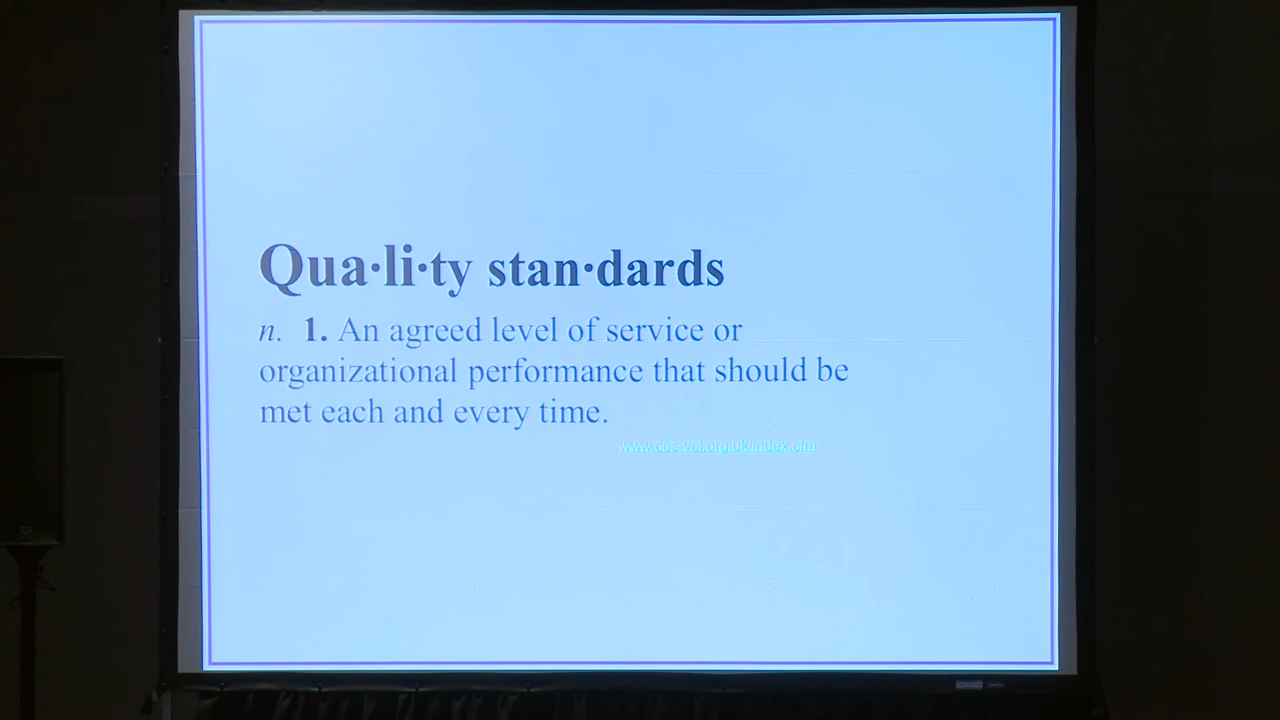 Qua·li·ty stan·dards
n. 1. An agreed level of service or
organizational performance that should be
met each and every time.
www.cqs-vol.org.uk/index.cfm